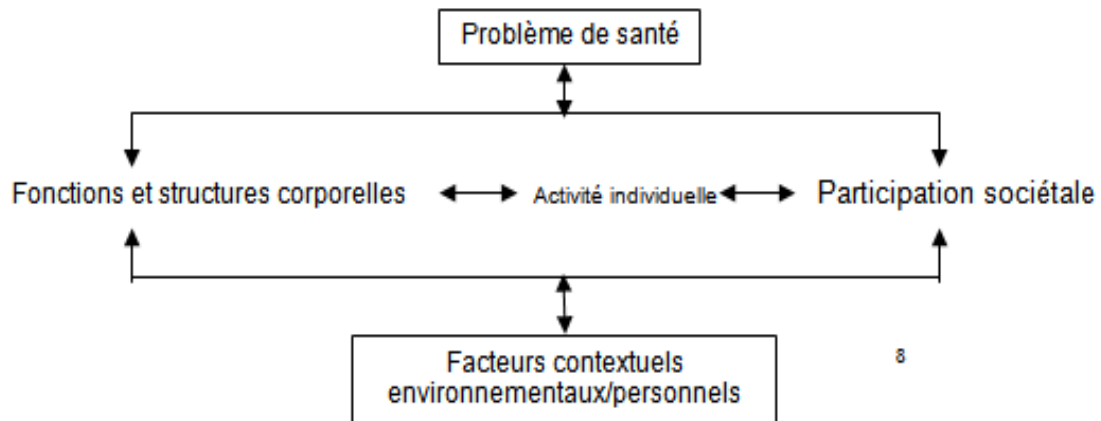 Problème de santé
Fonctions et structures corporelles
Activité individuelle
Participation sociétale
Facteurs contextuels
environnementaux/personnels
8